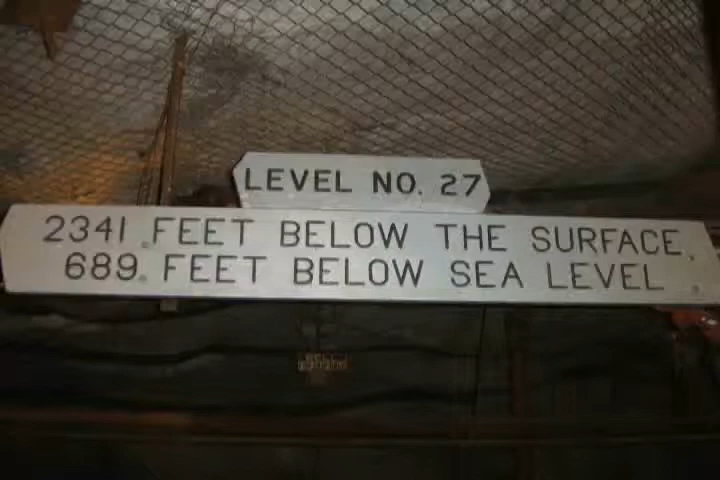 LEVEL NO. 27
2341 FEET BELOW THE SURFACE,
689 FEET BELOW SEA LEVEL